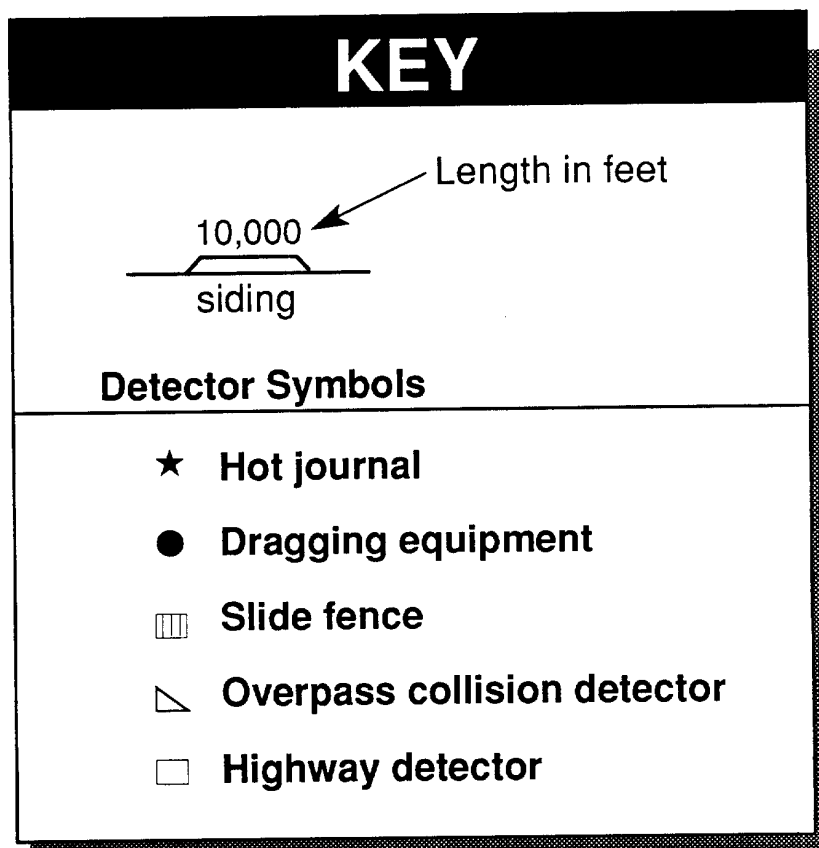 KEY
Length in feet
10,000
siding
Detector Symbols
Hot journal
Dragging equipment
Slide fence
Overpass collision detector
Highway detector